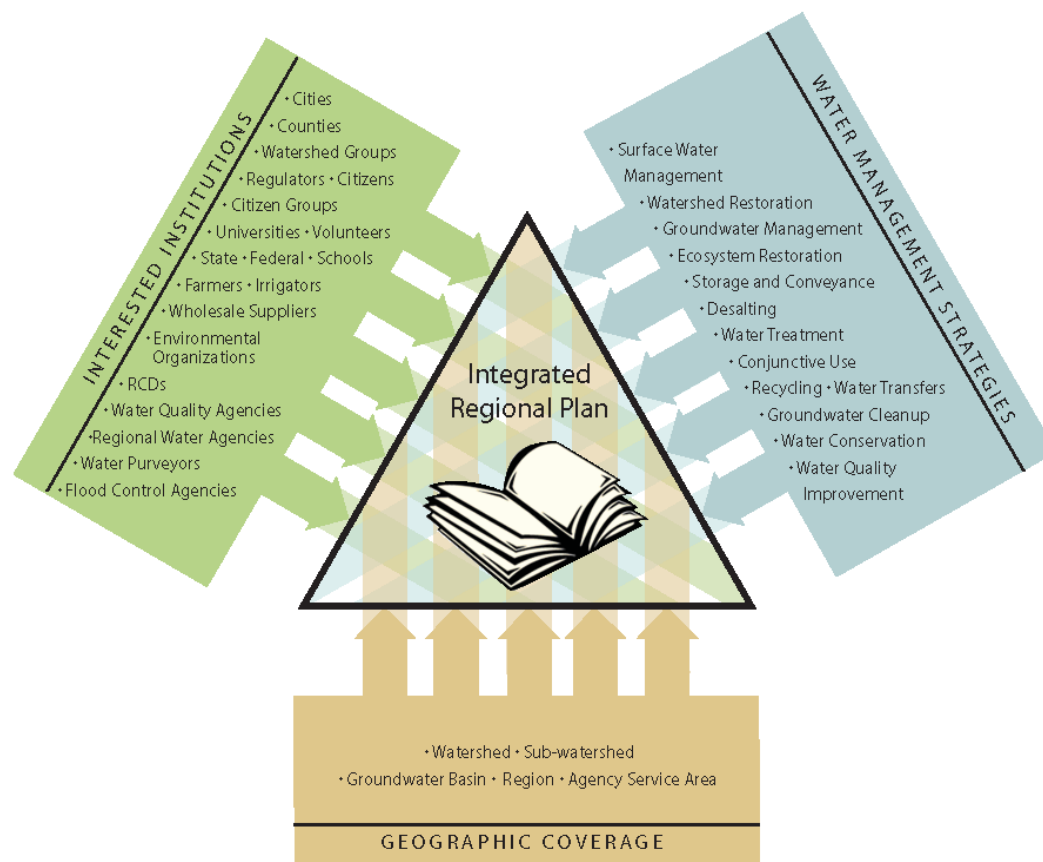 INTERESTED INSTITUTIONS
• Cities
• Counties
• Watershed Groups
• Regulators • Citizens
• Citizen Groups
• Universities • Volunteers
• State • Federal • Schools
• Farmers • Irrigators
• Wholesale Suppliers
• Environmental
Organizations
• RCDs
• Water Quality Agencies
• Regional Water Agencies
• Water Purveyors
• Flood Control Agencies
WATER MANAGEMENT STRATEGIES
• Surface Water
Management
• Watershed Restoration
• Groundwater Management
• Ecosystem Restoration
• Storage and Conveyance
• Desalting
• Water Treatment
• Conjunctive Use
• Recycling • Water Transfers
• Groundwater Cleanup
• Water Conservation
• Water Quality
Improvement
Integrated
Regional Plan
• Watershed • Sub-watershed
• Groundwater Basin • Region • Agency Service Area
GEOGRAPHIC COVERAGE